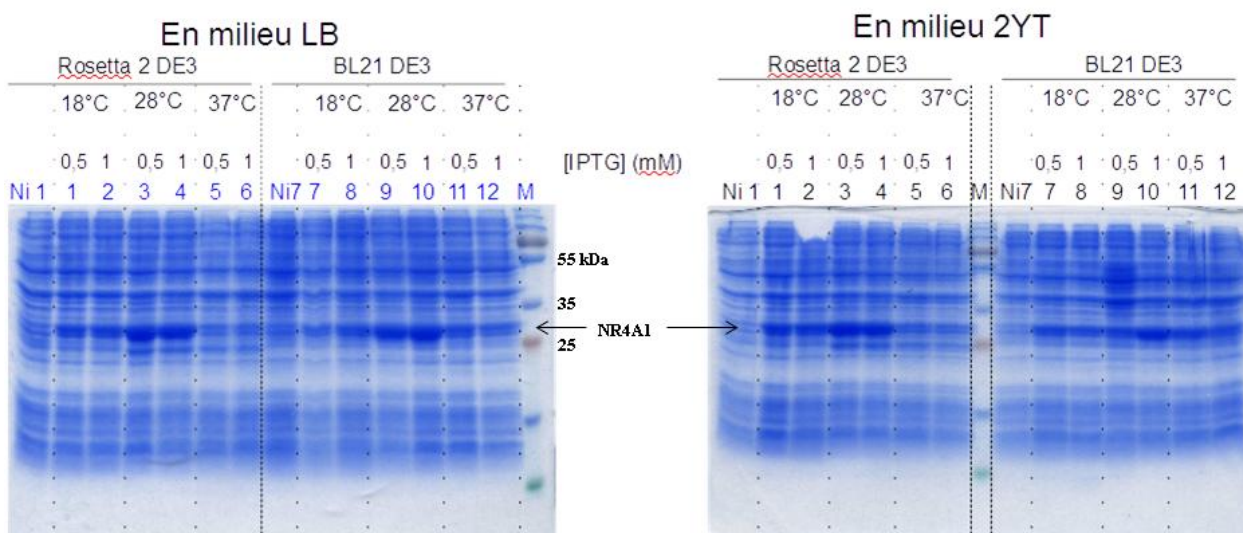 En milieu LB
Rosetta 2 DE3 BL21 DE3
18°C 28°C 37°C 18°C 28°C 37°C
0,5 1 0,5 1 0,5 1 0,5 1 0,5 1 0,5 1
Ni 1 1 2 3 4 5 6 Ni7 7 8 9 10 11 12 M
[IPTG] (mM)
En milieu 2YT
Rosetta 2 DE3 BL21 DE3
18°C 28°C 37°C 18°C 28°C 37°C
0,5 1 0,5 1 0,5 1 0,5 1 0,5 1 0,5 1
Ni 1 1 2 3 4 5 6 M Ni7 7 8 9 10 11 12
55 kDa
35
NR4A1
25